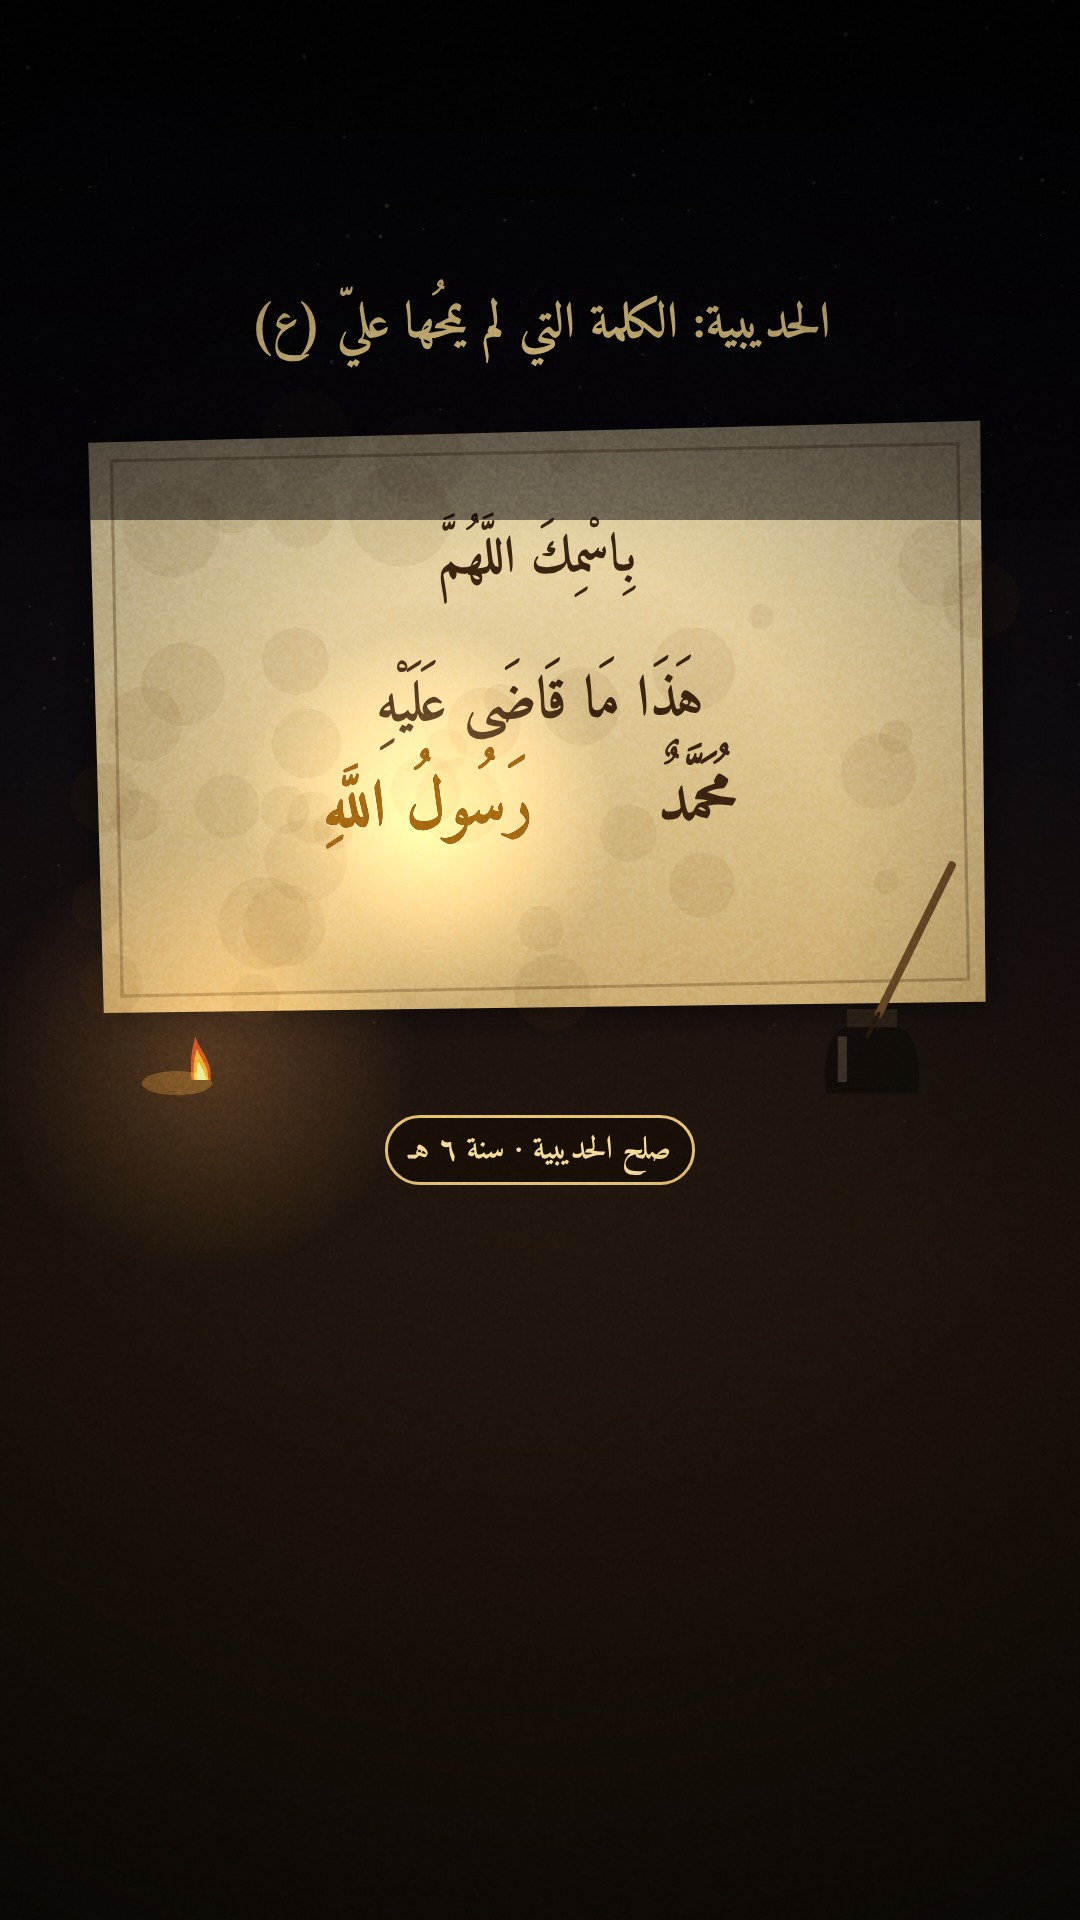 الحديبية: الكلمة التي لم يمحُها عليّ (ع)
بِاسْمِكَ اللَّهُمَّ
هَذَا مَا قَاضَى عَلَيْهِ
مُحَمَّدٌ رَسُولُ اللَّهِ
صلح الحديبية · سنة ٦ هـ